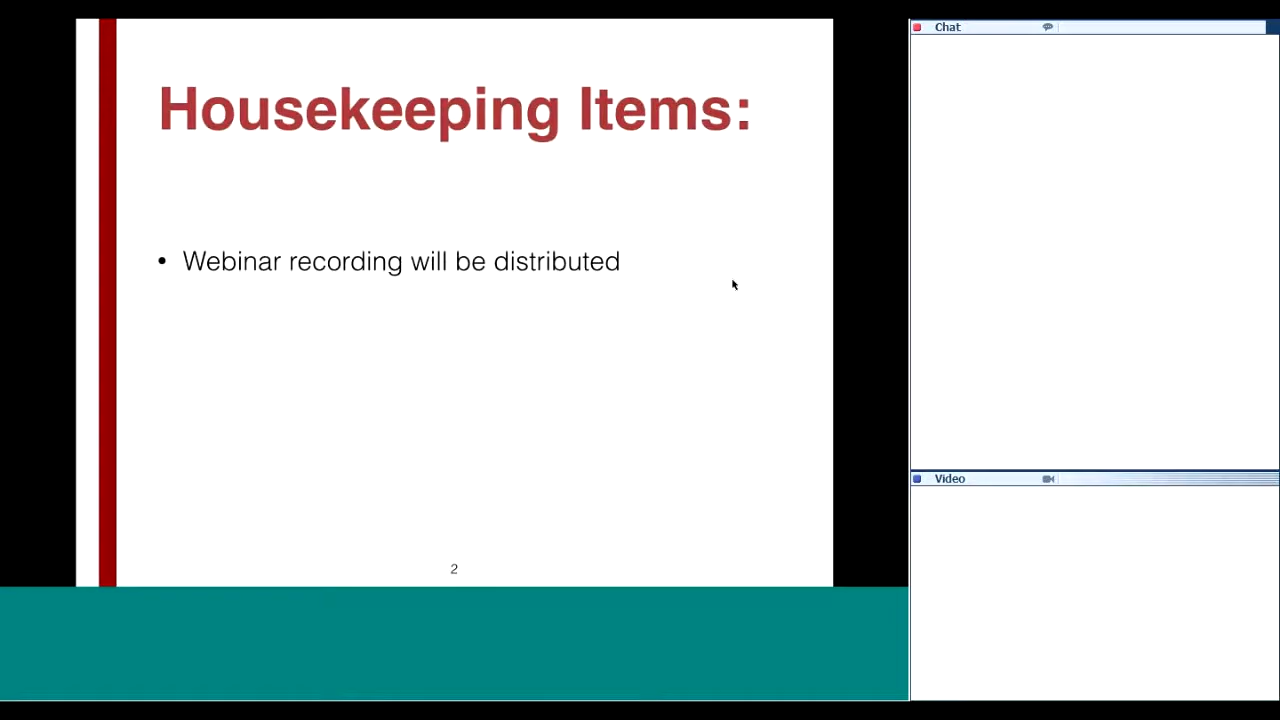 Housekeeping Items:
• Webinar recording will be distributed
2
Chat
Video